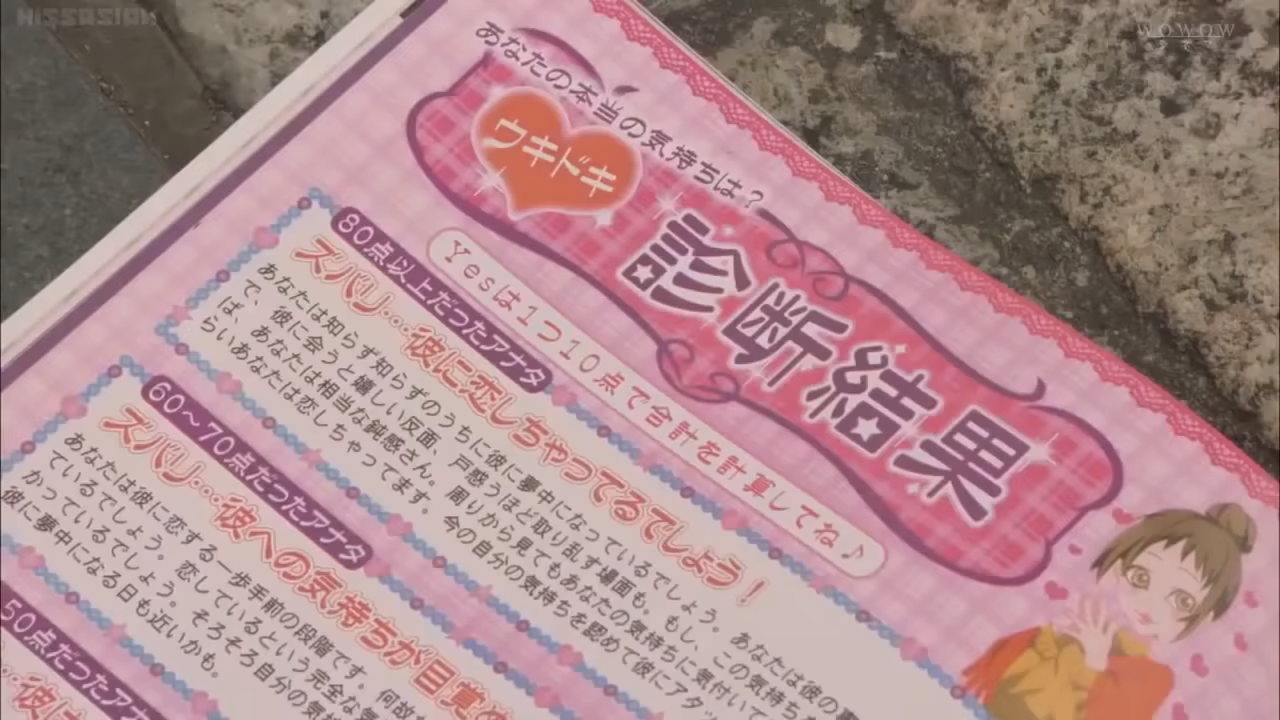 WOWOW
あなたの本当の気持ちは？
ウキドキ
診断結果
Yesは1つ10点で合計を計算してね♪
80点以上だったアナタ
ズバリ…彼に恋しちゃってるでしょう！
あなたは知らず知らずのうちに彼に夢中になっているでしょう。あなたは彼の
で、彼に会うと嬉しい反面、戸惑うほど取り乱す場面も。もし、この気持ち
ば、あなたは相当な鈍感さん。周りから見てもあなたの気持ちに気付いて
らいあなたは恋しちゃってます。今の自分の気持ちを認めて彼にアタッ
60～70点だったアナタ
ズバリ…彼への気持ちが目覚め
あなたは彼に恋する一歩手前の段階です。何故
ているでしょう。恋しているという完全な気
かっているでしょう。そろそろ自分の気持
彼に夢中になる日も近いかも。
50点だったアナ
…彼は